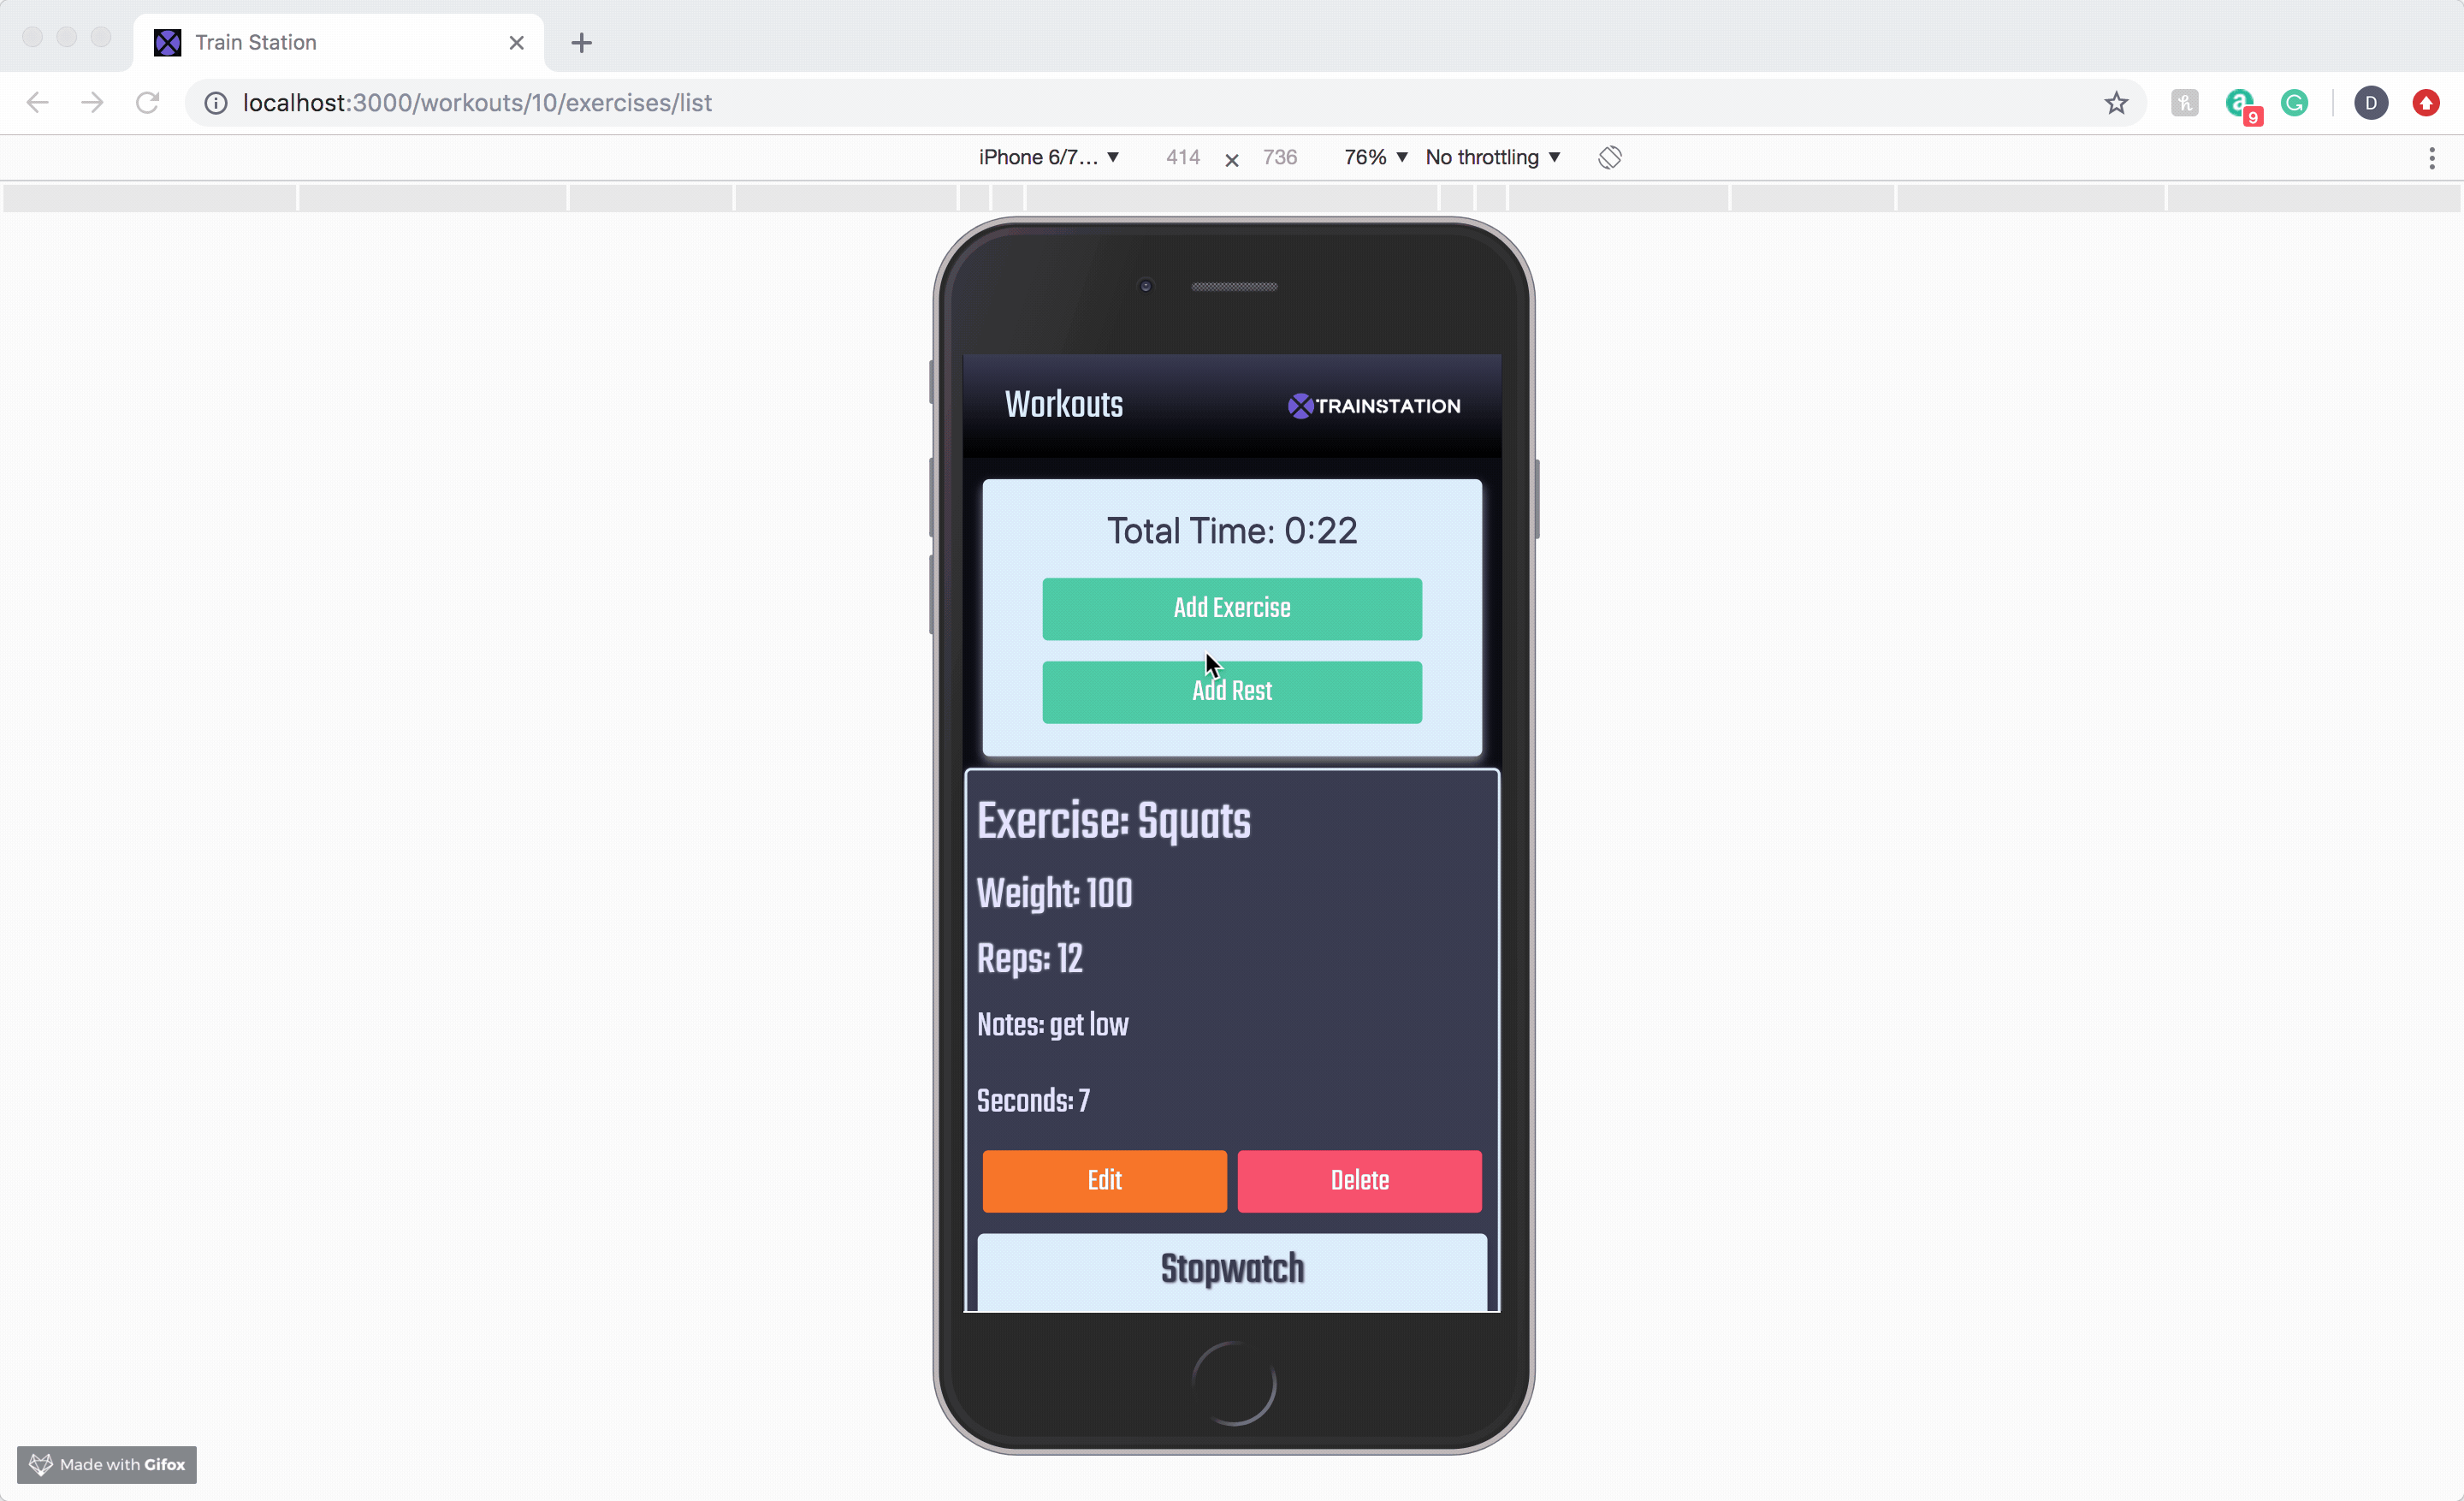 Train Station
localhost:3000/workouts/10/exercises/list
9
D
iPhone 6/7... 414 x 736 76% No throttling
Workouts
TRAINSTATION
Total Time: 0:22
Add Exercise
Add Rest
Exercise: Squats
Weight: 100
Reps: 12
Notes: get low
Seconds: 7
Edit Delete
Stopwatch
Made with Gifox